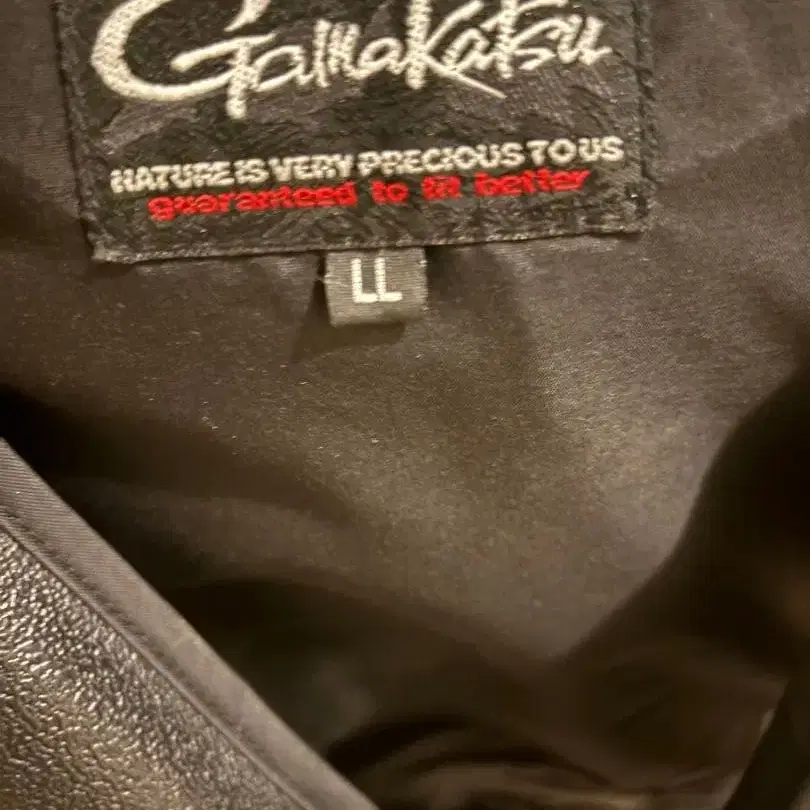 Gamakatsu
NATURE IS VERY PRECIOUS TO US
guaranteed to fit better
LL